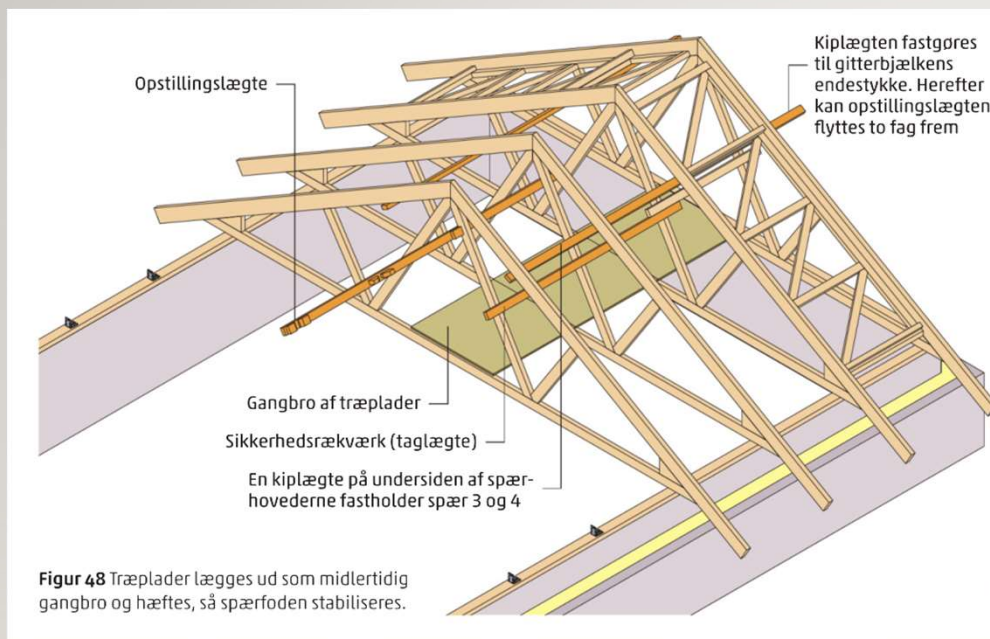 Opstillingslægte
Kiplægten fastgøres
til gitterbjælkens
endestykke. Herefter
kan opstillingslægten
flyttes to fag frem
Gangbro af træplader
Sikkerhedsrækværk (taglægte)
En kiplægte på undersiden af spær-
hovederne fastholder spær 3 og 4
Figur 48 Træplader lægges ud som midlertidig
gangbro og hæftes, så spærfoden stabiliseres.